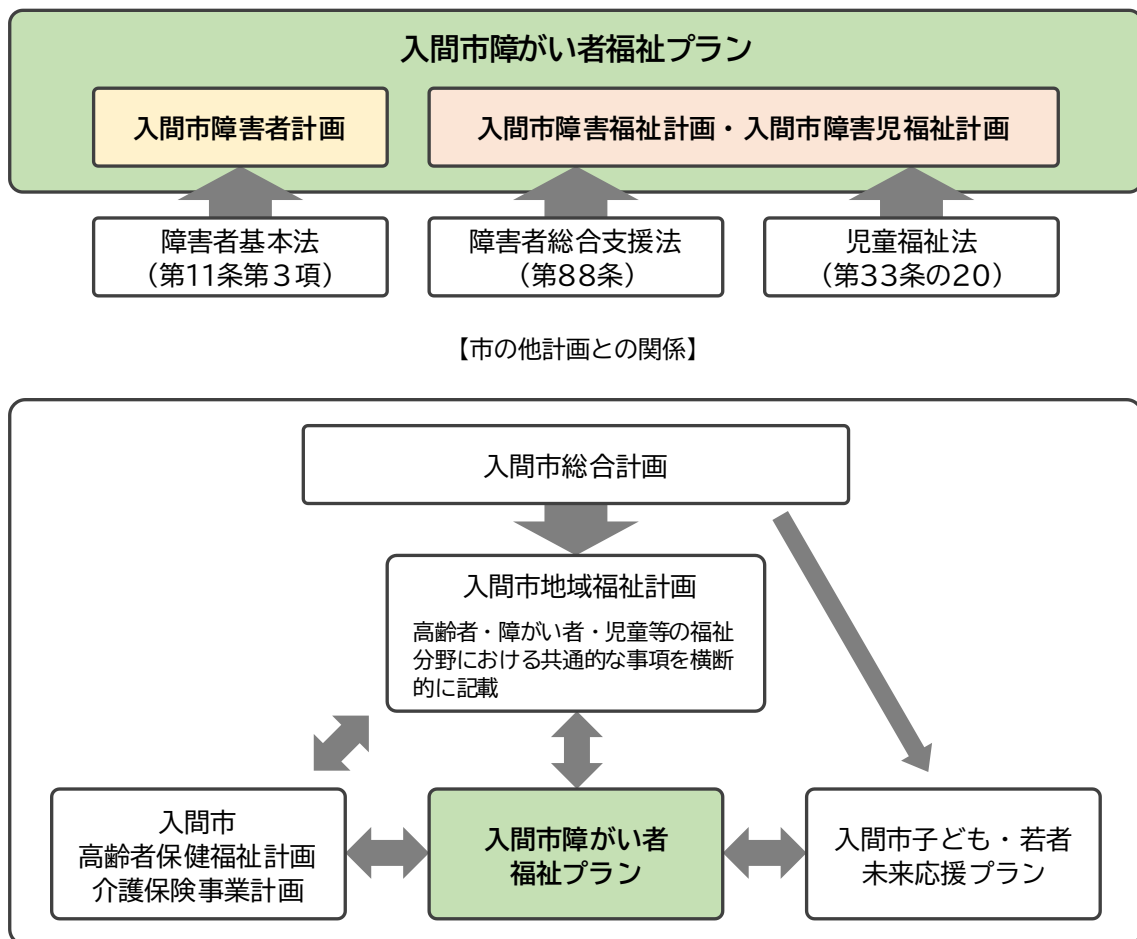 入間市障がい者福祉プラン
入間市障害者計画
入間市障害福祉計画・入間市障害児福祉計画
障害者基本法
（第11条第３項）
障害者総合支援法
（第88条）
児童福祉法
（第33条の20）
【市の他計画との関係】
入間市総合計画
入間市地域福祉計画
高齢者・障がい者・児童等の福祉
分野における共通的な事項を横断
的に記載
入間市
高齢者保健福祉計画
介護保険事業計画
入間市障がい者
福祉プラン
入間市子ども・若者
未来応援プラン